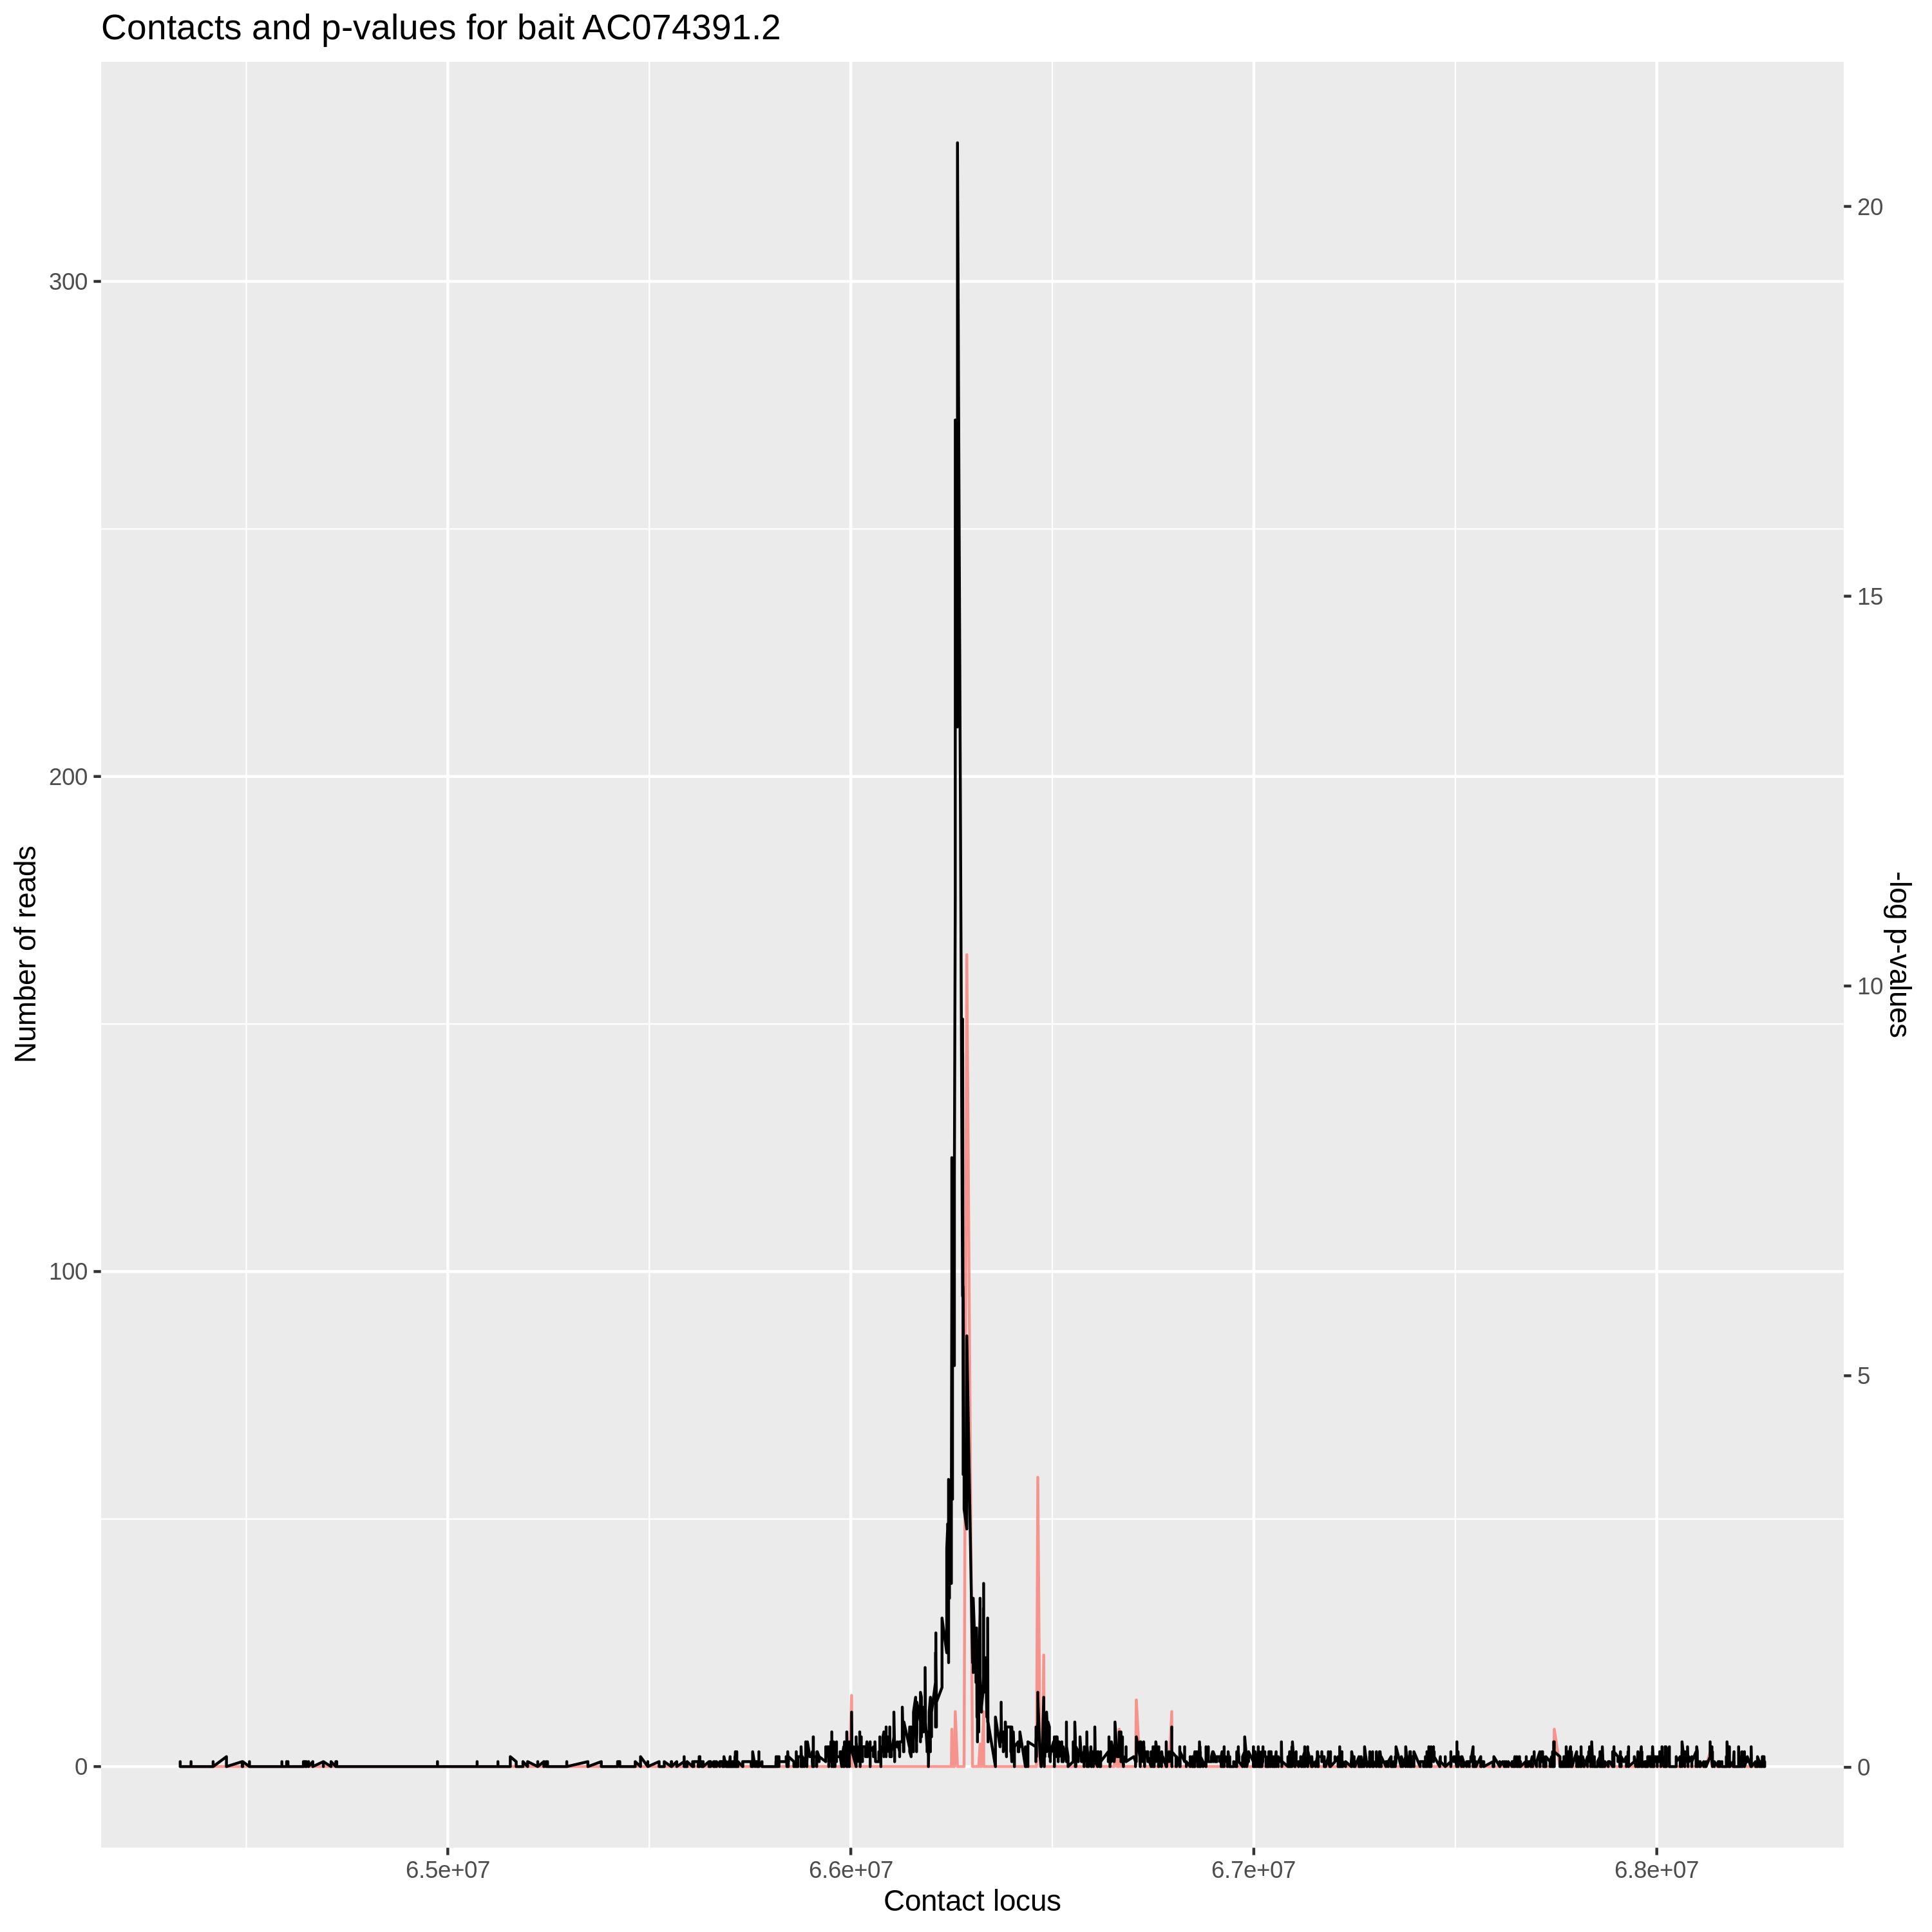 Contacts and p-values for bait AC074391.2
300
200
100
0
Number of reads
20
15
10
5
0
-log p-values
6.5e+07
6.6e+07
6.7e+07
6.8e+07
Contact locus